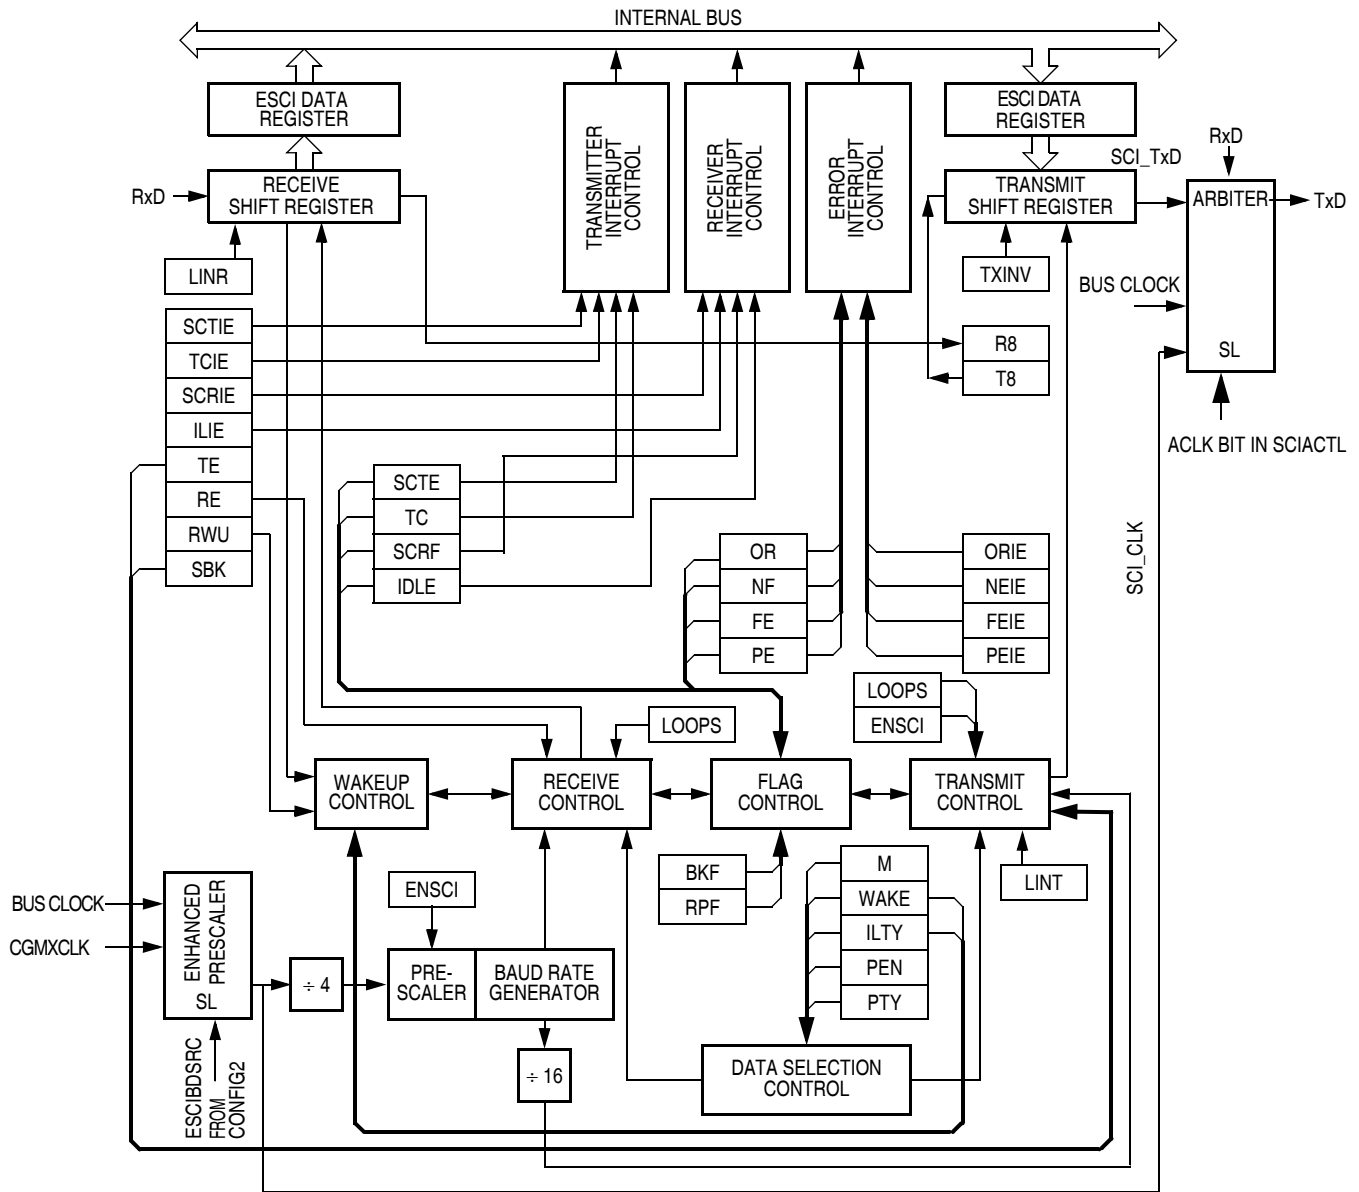 INTERNAL BUS
ESCI DATA
REGISTER
TRANSMITTER
INTERRUPT
CONTROL
RECEIVER
INTERRUPT
CONTROL
ERROR
INTERRUPT
CONTROL
ESCI DATA
REGISTER
RxD
RECEIVE
SHIFT REGISTER
TRANSMIT
SHIFT REGISTER
SCI_TxD
RxD
ARBITER
TxD
LINR
TXINV
BUS CLOCK
SL
ACLK BIT IN SCIACTL
SCTIE
TCIE
SCRIE
ILIE
TE
RE
RWU
SBK
R8
T8
SCTE
TC
SCRF
IDLE
OR
NF
FE
PE
ORIE
NEIE
FEIE
PEIE
SCI_CLK
LOOPS
LOOPS
ENSCI
WAKEUP
CONTROL
RECEIVE
CONTROL
FLAG
CONTROL
TRANSMIT
CONTROL
BKF
RPF
M
WAKE
ILTY
PEN
PTY
LINT
BUS CLOCK
CGMXCLK
ENHANCED
PRESCALER
SL
ESCIBDSRC
FROM
CONFIG2
÷ 4
ENSCI
PRE-
SCALER
BAUD RATE
GENERATOR
÷ 16
DATA SELECTION
CONTROL